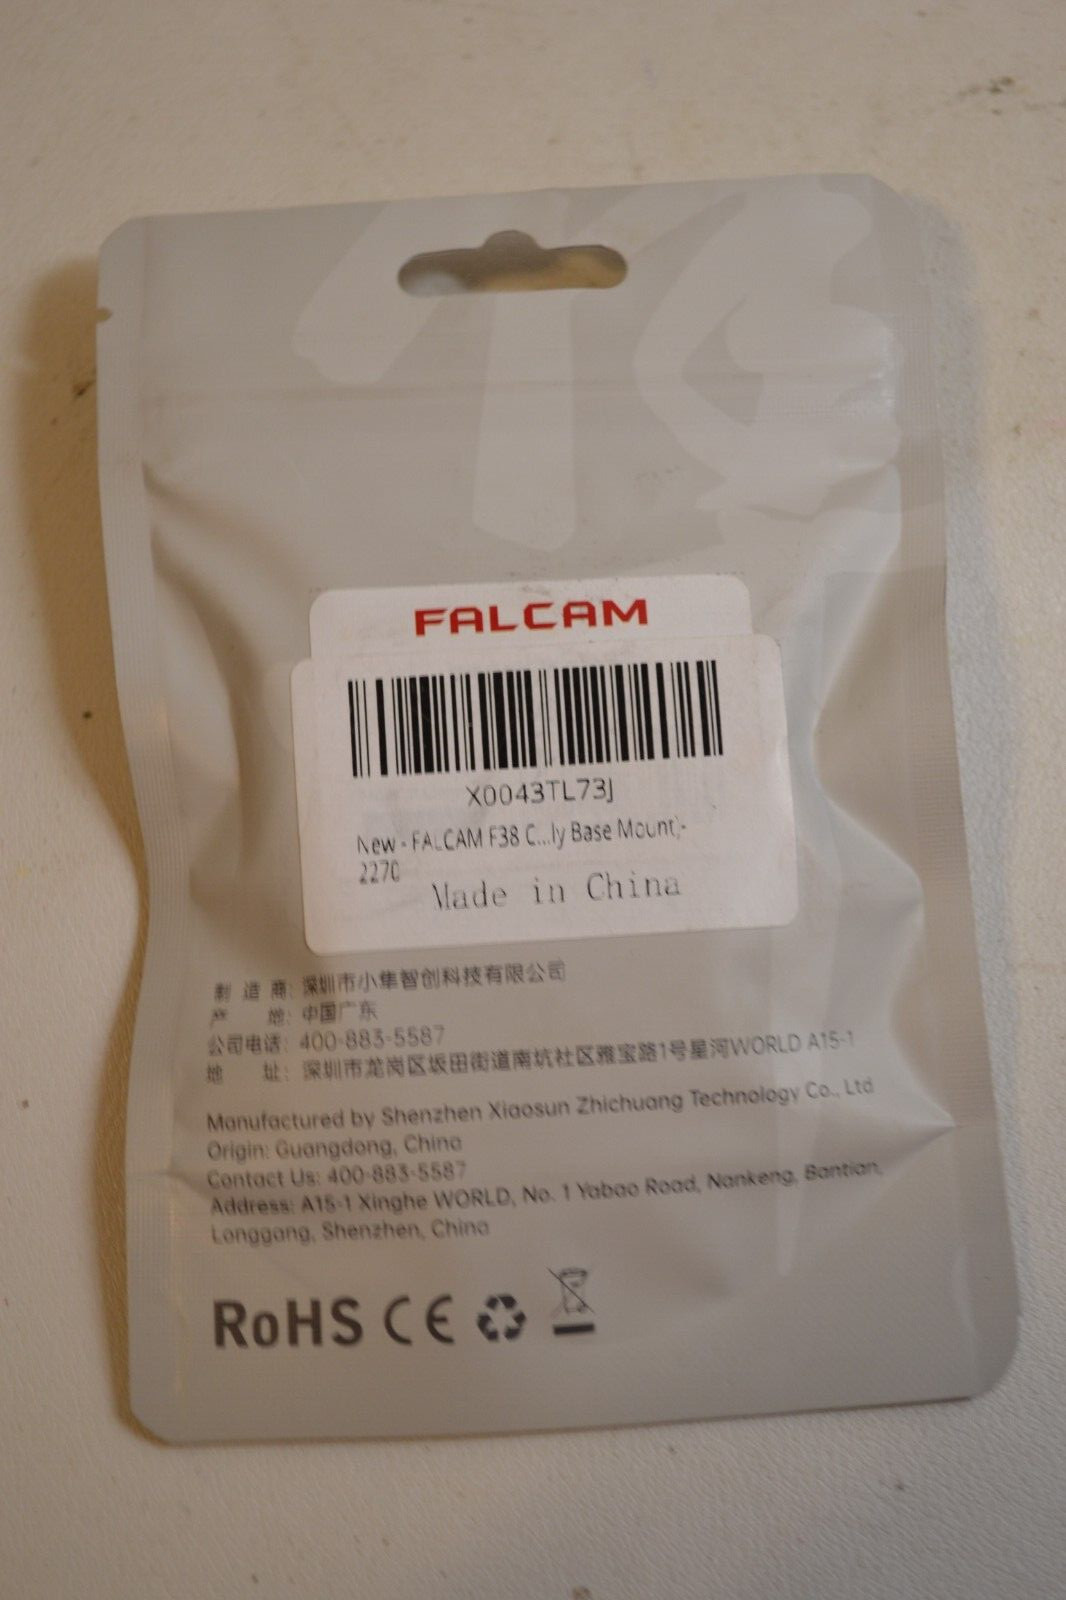 FALCAM
X0043TL73J
New - FALCAM F38 C...ly Base Mount)-
2270
Made in China
制 造 商: 深圳市小隼智创科技有限公司
产 地: 中国广东
公司电话: 400-883-5587
地 址: 深圳市龙岗区坂田街道南坑社区雅宝路1号星河WORLD A15-1
Manufactured by Shenzhen Xiaosun Zhichuang Technology Co., Ltd
Origin: Guangdong, China
Contact Us: 400-883-5587
Address: A15-1 Xinghe WORLD, No. 1 Yabao Road, Nankeng, Bantian,
Longgang, Shenzhen, China
RoHS CE